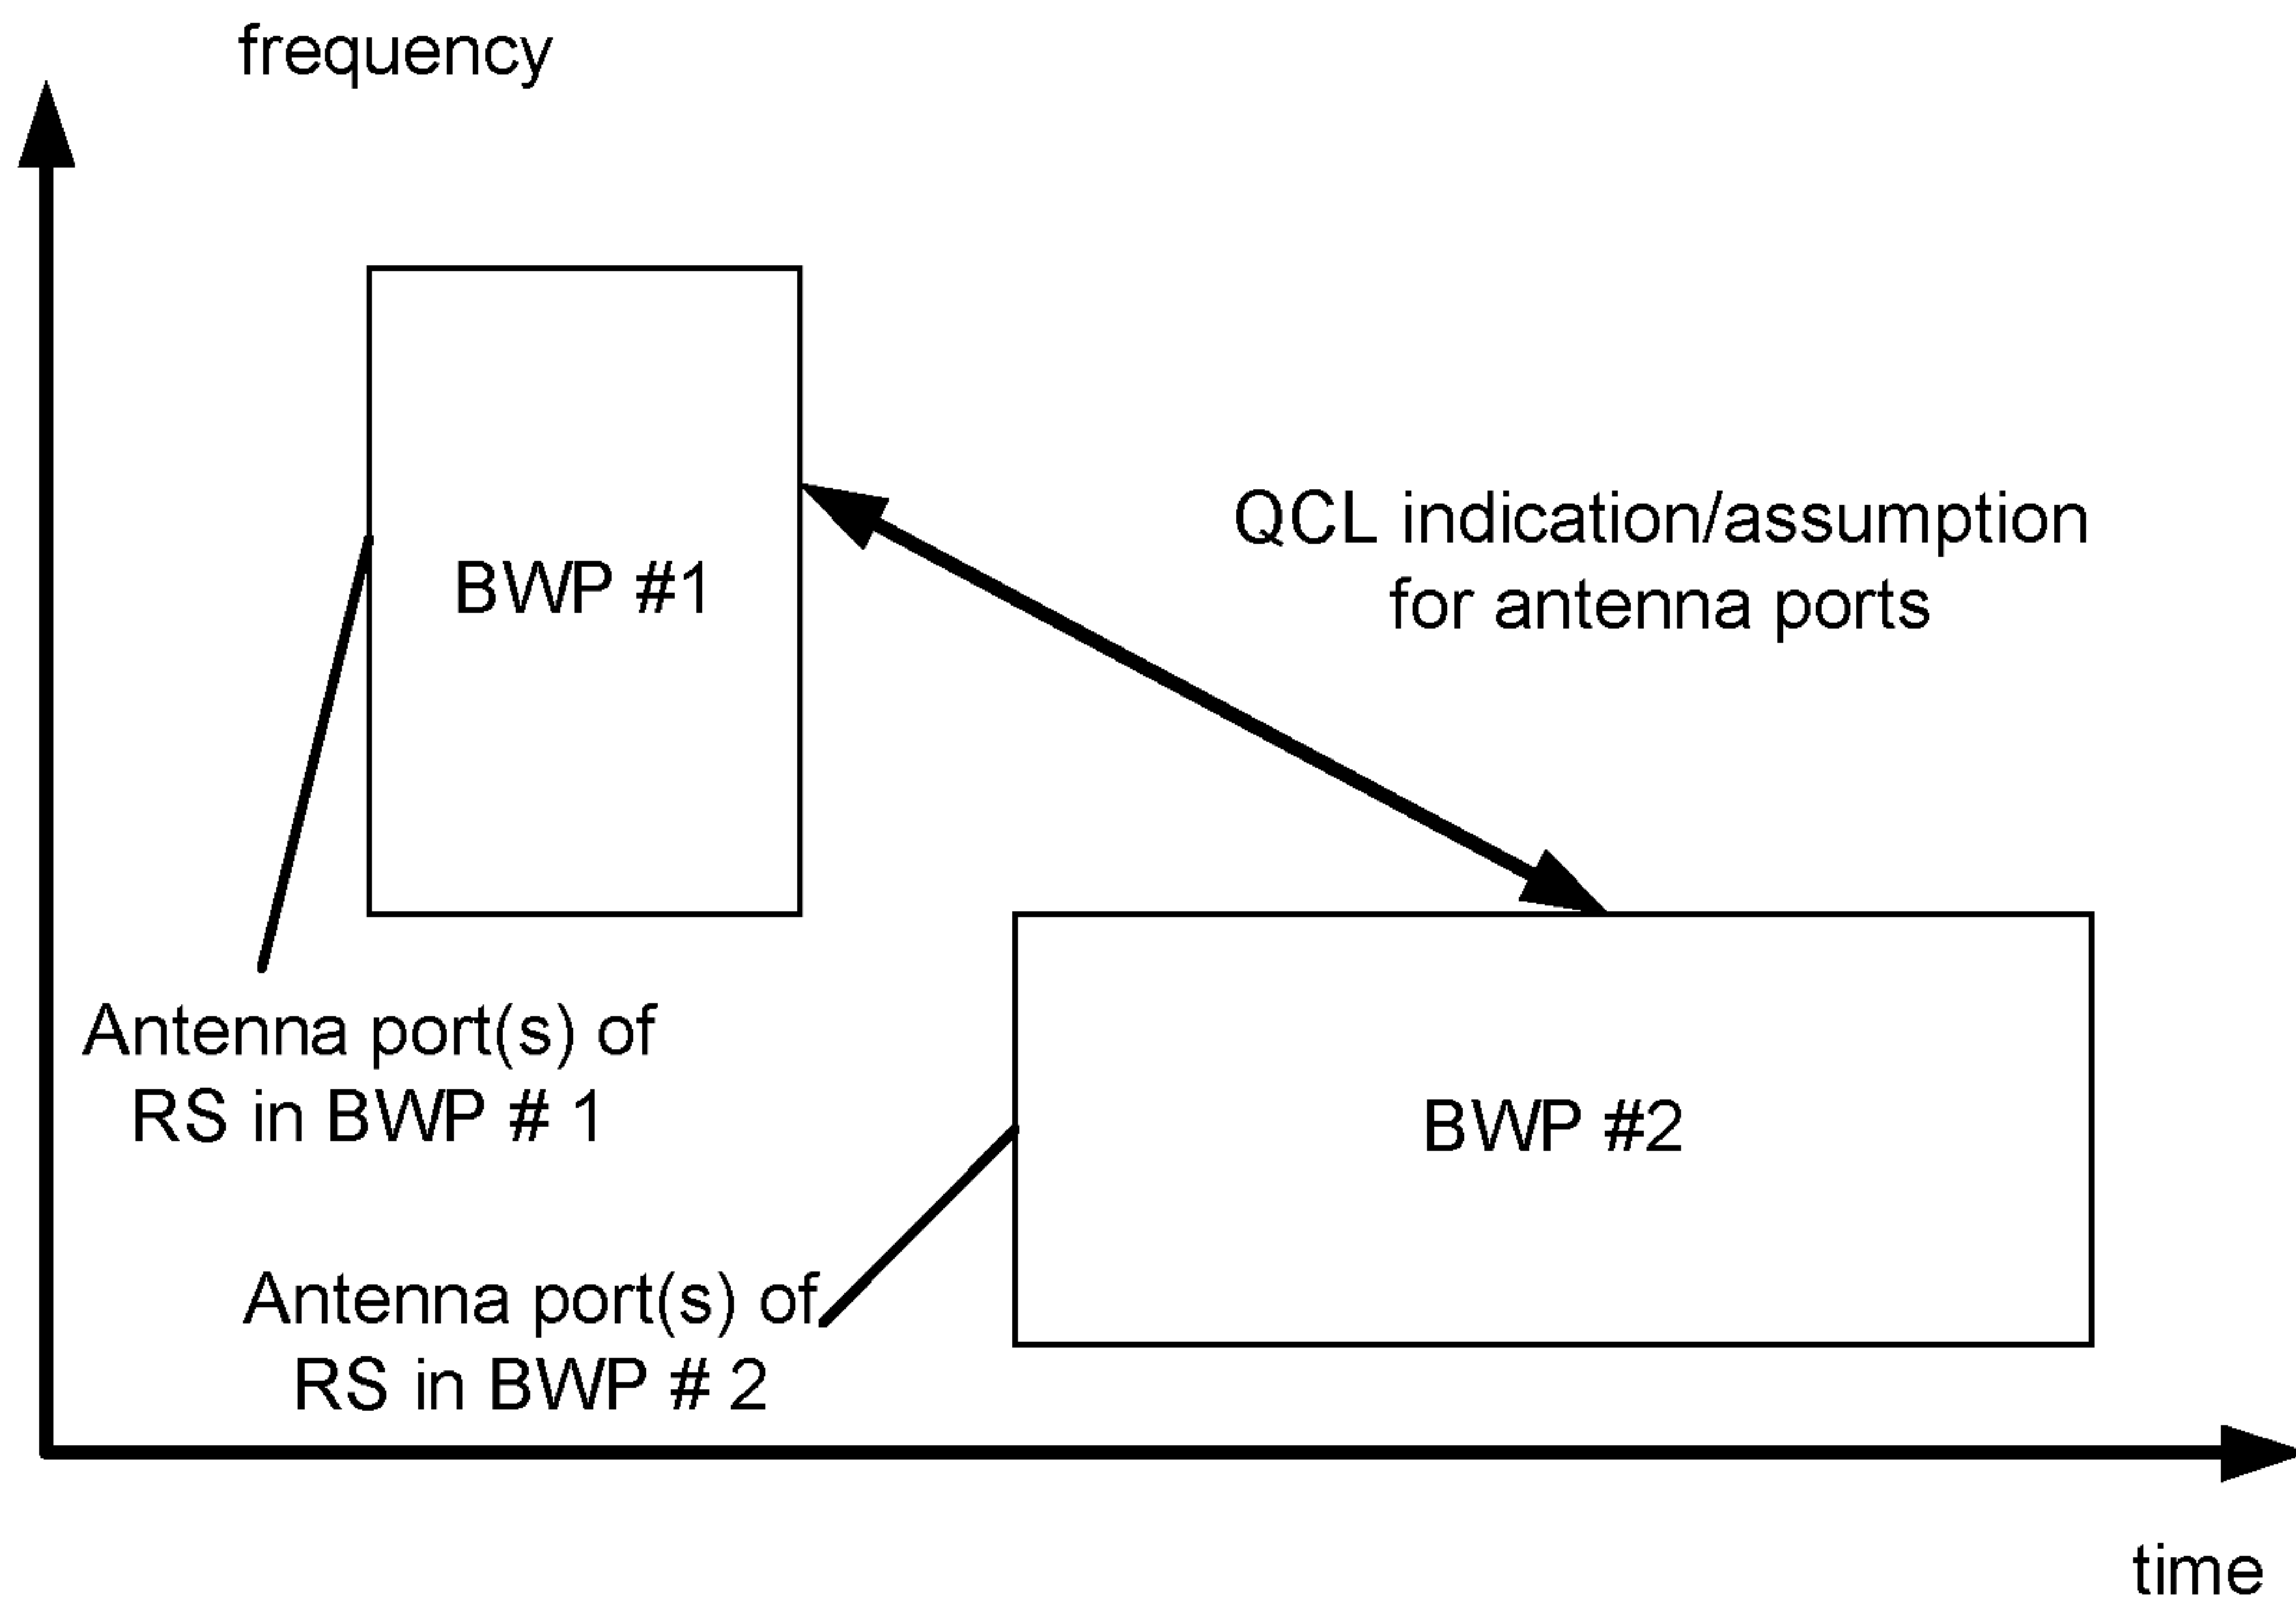 frequency
BWP #1
QCL indication/assumption
for antenna ports
Antenna port(s) of
RS in BWP # 1
BWP #2
Antenna port(s) of
RS in BWP # 2
time